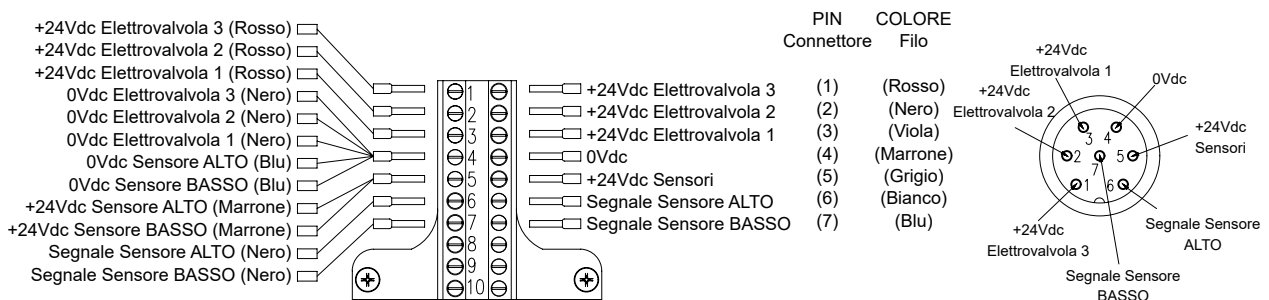 +24Vdc Elettrovalvola 3 (Rosso)
+24Vdc Elettrovalvola 2 (Rosso)
+24Vdc Elettrovalvola 1 (Rosso)
0Vdc Elettrovalvola 3 (Nero)
0Vdc Elettrovalvola 2 (Nero)
0Vdc Elettrovalvola 1 (Nero)
0Vdc Sensore ALTO (Blu)
0Vdc Sensore BASSO (Blu)
+24Vdc Sensore ALTO (Marrone)
+24Vdc Sensore BASSO (Marrone)
Segnale Sensore ALTO (Nero)
Segnale Sensore BASSO (Nero)
1
2
3
4
5
6
7
8
9
10
PIN COLORE
Connettore Filo
+24Vdc Elettrovalvola 3 (1) (Rosso)
+24Vdc Elettrovalvola 2 (2) (Nero)
+24Vdc Elettrovalvola 1 (3) (Viola)
0Vdc (4) (Marrone)
+24Vdc Sensori (5) (Grigio)
Segnale Sensore ALTO (6) (Bianco)
Segnale Sensore BASSO (7) (Blu)
+24Vdc
Elettrovalvola 1
0Vdc
+24Vdc
Elettrovalvola 2
+24Vdc
Sensori
3 4
2 7 5
1 6
+24Vdc
Elettrovalvola 3
Segnale Sensore
ALTO
Segnale Sensore
BASSO